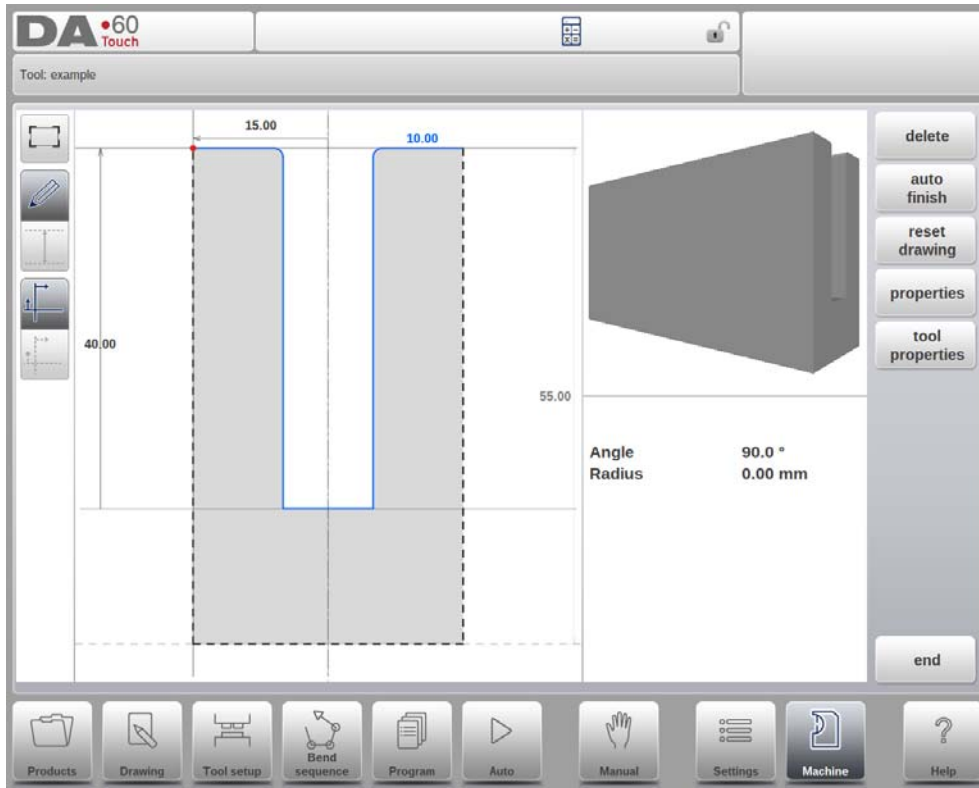 DA•60
Touch
Tool: example
15.00
10.00
40.00
55.00
Angle 90.0 °
Radius 0.00 mm
delete
auto
finish
reset
drawing
properties
tool
properties
end
Products
Drawing
Tool setup
Bend
sequence
Program
Auto
Manual
Settings
Machine
Help